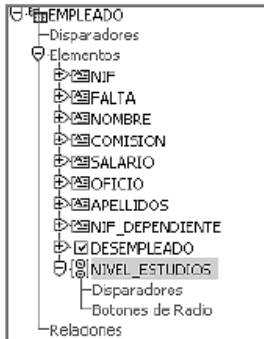 EMPLEADO
Disparadores
Elementos
NIF
FALTA
NOMBRE
COMISION
SALARIO
OFICIO
APELLIDOS
NIF_DEPENDIENTE
DESEMPLEADO
NIVEL_ESTUDIOS
Disparadores
Botones de Radio
Relaciones